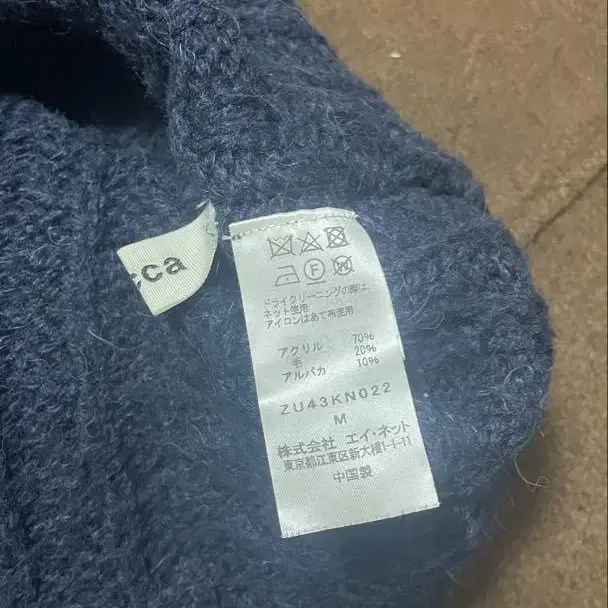 cca
F
W
ドライクリーニングの際は、
ネット使用
アイロンはあて布使用
アクリル 70%
毛 20%
アルパカ 10%
ZU43KN022
M
株式会社 エイ・ネット
東京都江東区新大橋1-1-11
中国製